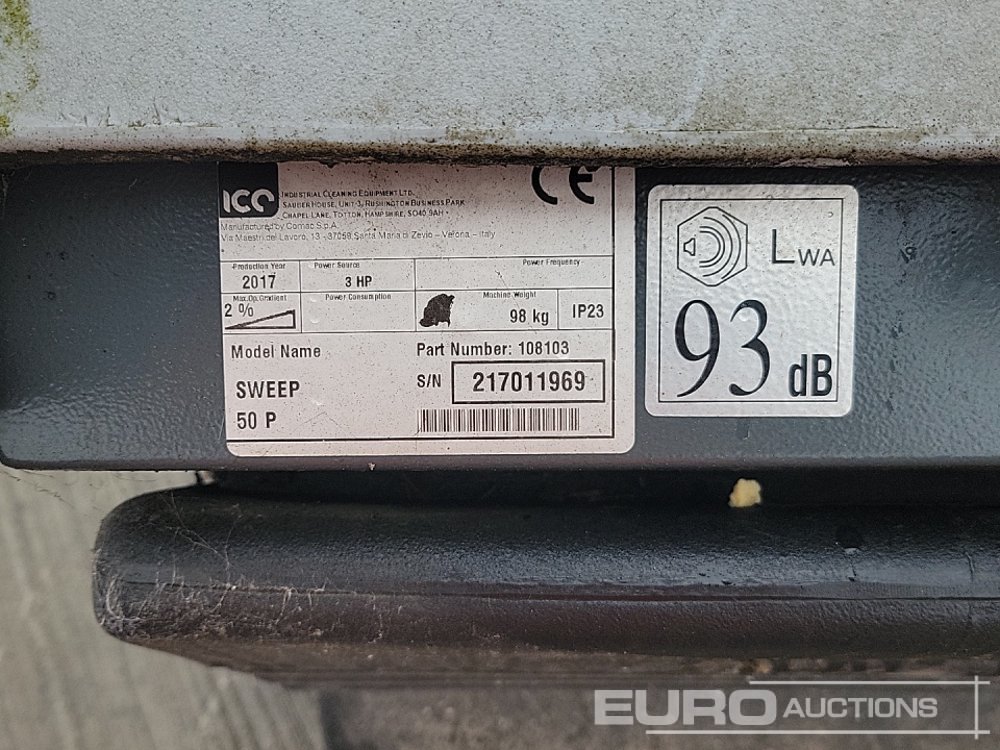 ICE
INDUSTRIAL CLEANING EQUIPMENT LTD.
SAUBER HOUSE, UNIT 3, RUSHINGTON BUSINESS PARK
CHAPEL LANE, TOTTON, HAMPSHIRE, SO40 9AH
Manufactured by Comac S.p.A.
Via Maestri del Lavoro, 13 - 37059 Santa Maria di Zevio – Verona - Italy
CE
Production Year
2017
Power Source
3 HP
Power Frequency
Max.Op.Gradient
2 %
Power Consumption
Machine Weight
98 kg
IP23
Model Name
SWEEP
50 P
Part Number: 108103
S/N
217011969
LWA
93 dB
EURO AUCTIONS